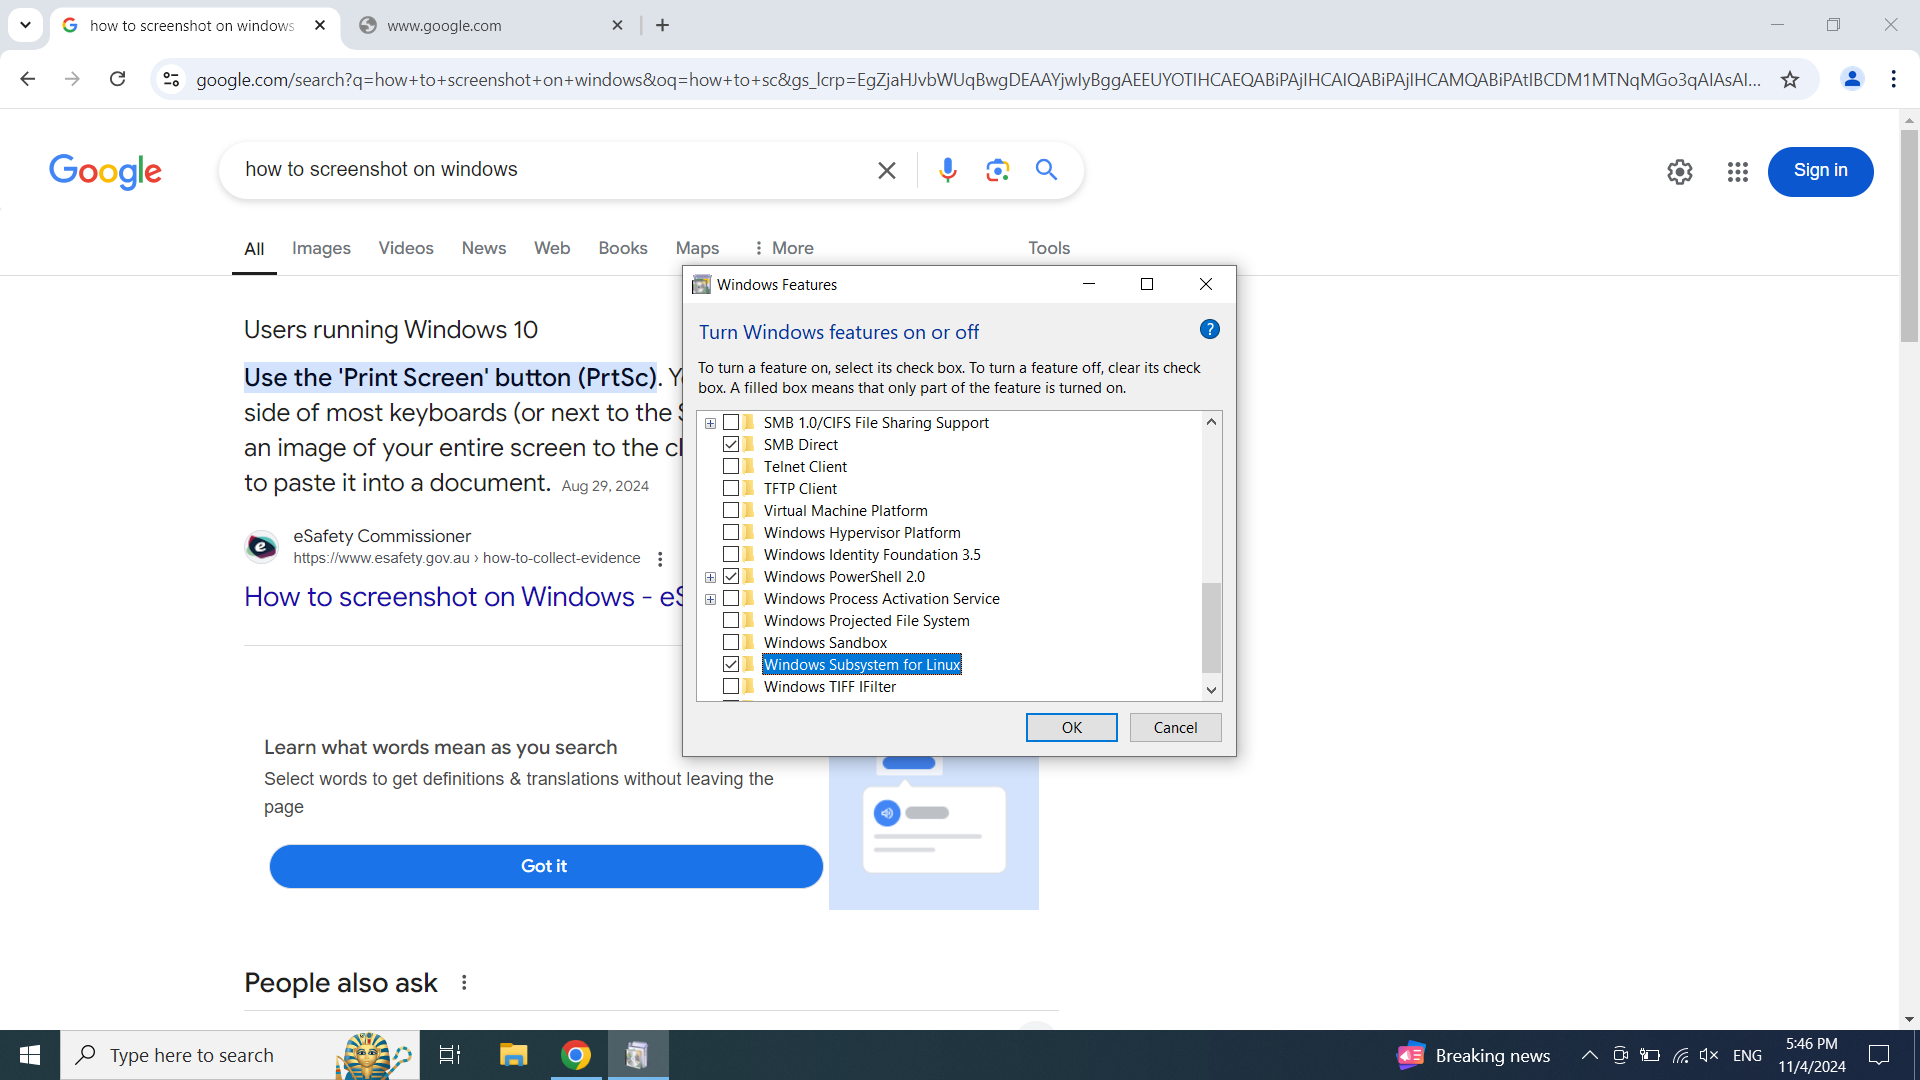 how to screenshot on windows
www.google.com
google.com/search?q=how+to+screenshot+on+windows&oq=how+to+sc&gs_lcrp=EgZjaHJvbWUqBwgDEAAYjwIyBggAEEUYOTIHCAEQABiPAjIHCAIQABiPAjIHCAMQABiPAtIBCDM1MTNqMGo3qAIAsAI...
Google
how to screenshot on windows
Sign in
All
Images
Videos
News
Web
Books
Maps
More
Tools
Users running Windows 10
Use the 'Print Screen' button (PrtSc). Y
side of most keyboards (or next to the S
an image of your entire screen to the cl
to paste it into a document. Aug 29, 2024
eSafety Commissioner
https://www.esafety.gov.au › how-to-collect-evidence
How to screenshot on Windows - eS
Windows Features
Turn Windows features on or off
?
To turn a feature on, select its check box. To turn a feature off, clear its check
box. A filled box means that only part of the feature is turned on.
SMB 1.0/CIFS File Sharing Support
SMB Direct
Telnet Client
TFTP Client
Virtual Machine Platform
Windows Hypervisor Platform
Windows Identity Foundation 3.5
Windows PowerShell 2.0
Windows Process Activation Service
Windows Projected File System
Windows Sandbox
Windows Subsystem for Linux
Windows TIFF IFilter
OK
Cancel
Learn what words mean as you search
Select words to get definitions & translations without leaving the
page
Got it
People also ask
Type here to search
Breaking news
ENG
5:46 PM
11/4/2024